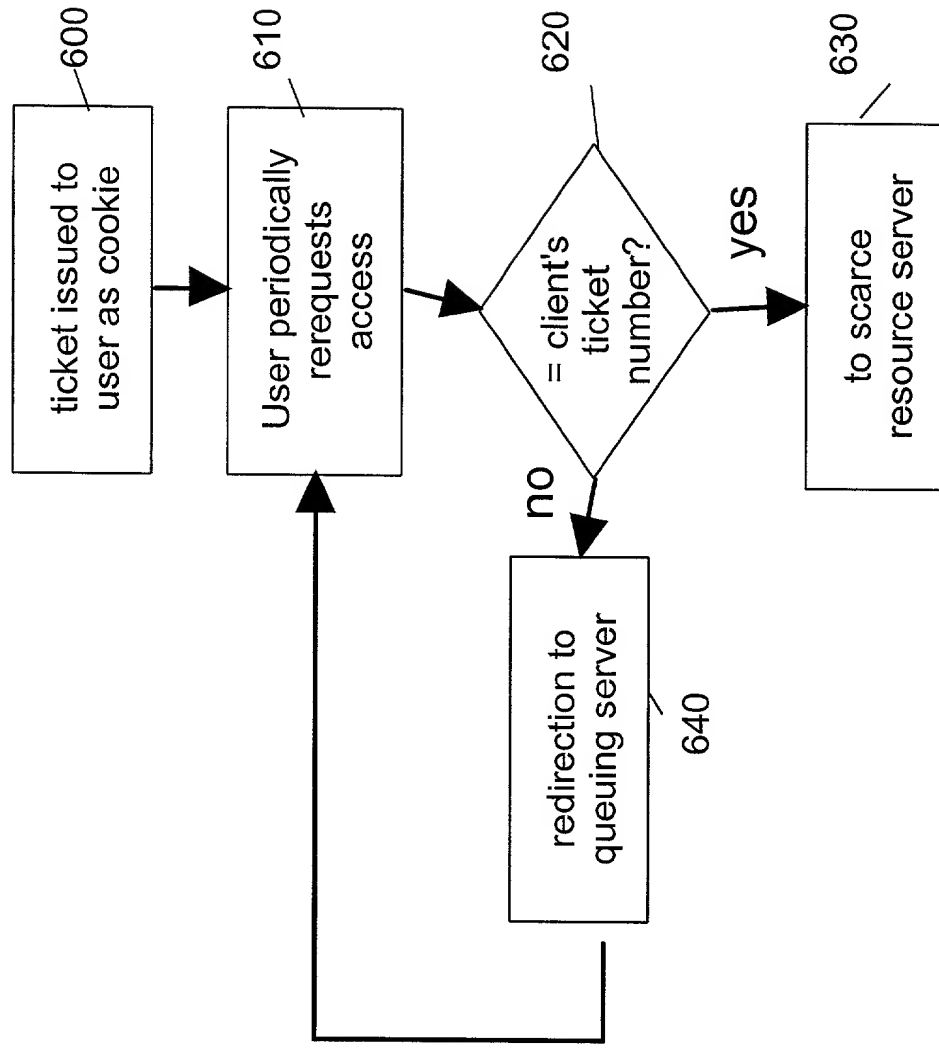 600
ticket issued to
user as cookie
610
User periodically
rerequests
access
620
= client's
ticket
number?
yes
630
to scarce
resource server
no
redirection to
queuing server
640